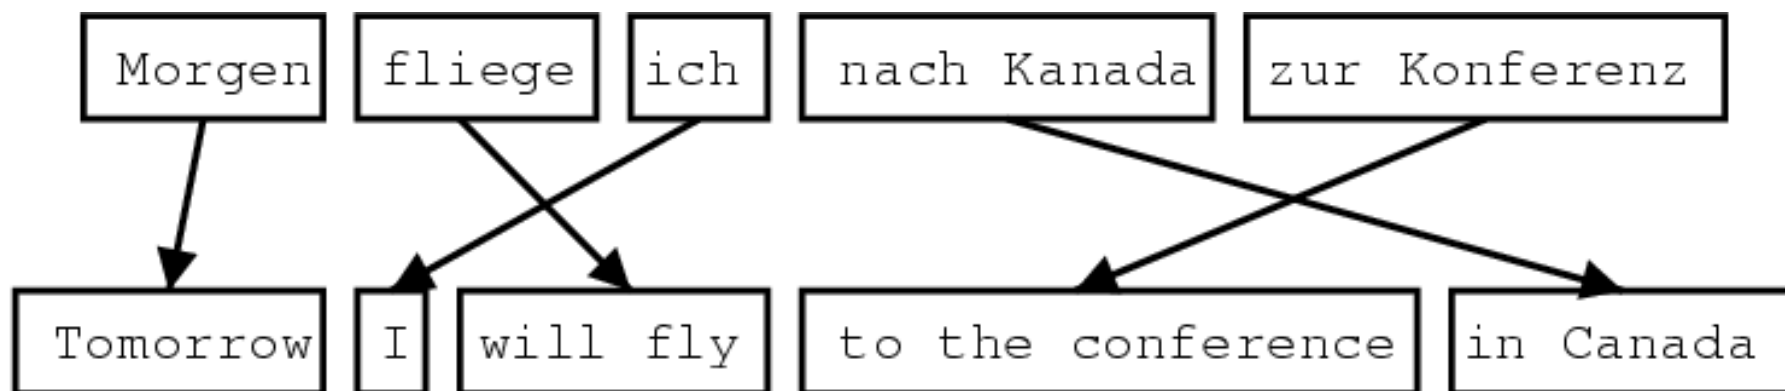 Morgen fliege ich nach Kanada zur Konferenz
Tomorrow I will fly to the conference in Canada